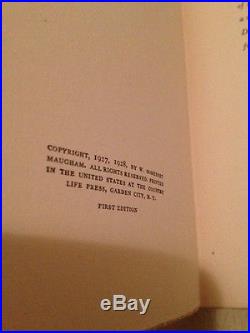 COPYRIGHT, 1927, 1928, BY W. SOMERSET
MAUGHAM. ALL RIGHTS RESERVED. PRINTED
IN THE UNITED STATES AT THE COUNTRY
LIFE PRESS, GARDEN CITY, N. Y.
FIRST EDITION